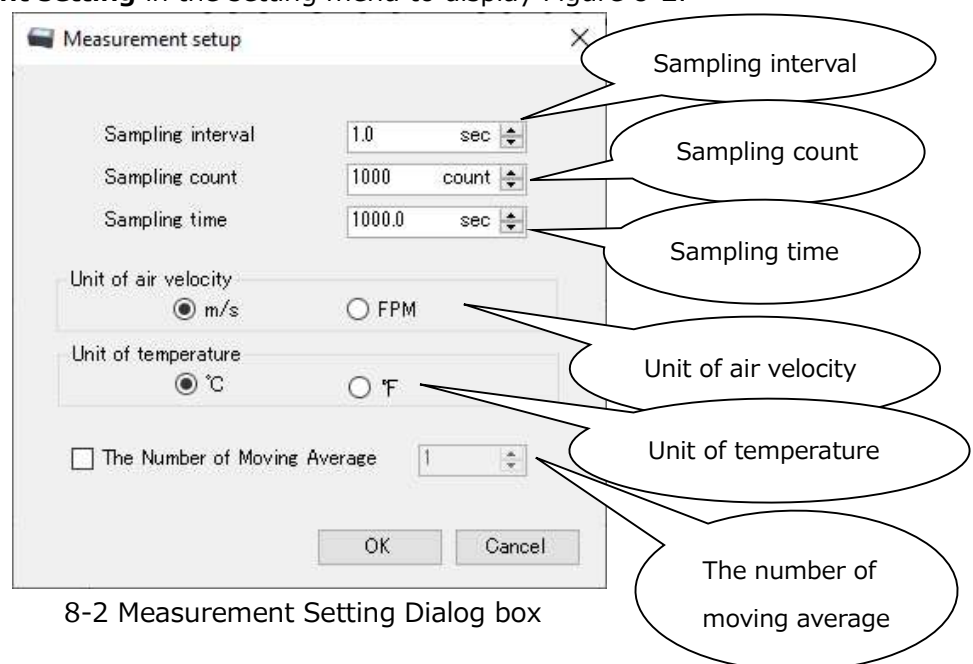 nt Setting in the setting menu to display Figure 8-2.
Measurement setup
Sampling interval 1.0 sec
Sampling count 1000 count
Sampling time 1000.0 sec
Unit of air velocity
m/s FPM
Unit of temperature
℃ ℉
The Number of Moving Average 1
OK Cancel
Sampling interval
Sampling count
Sampling time
Unit of air velocity
Unit of temperature
The number of
moving average
8-2 Measurement Setting Dialog box